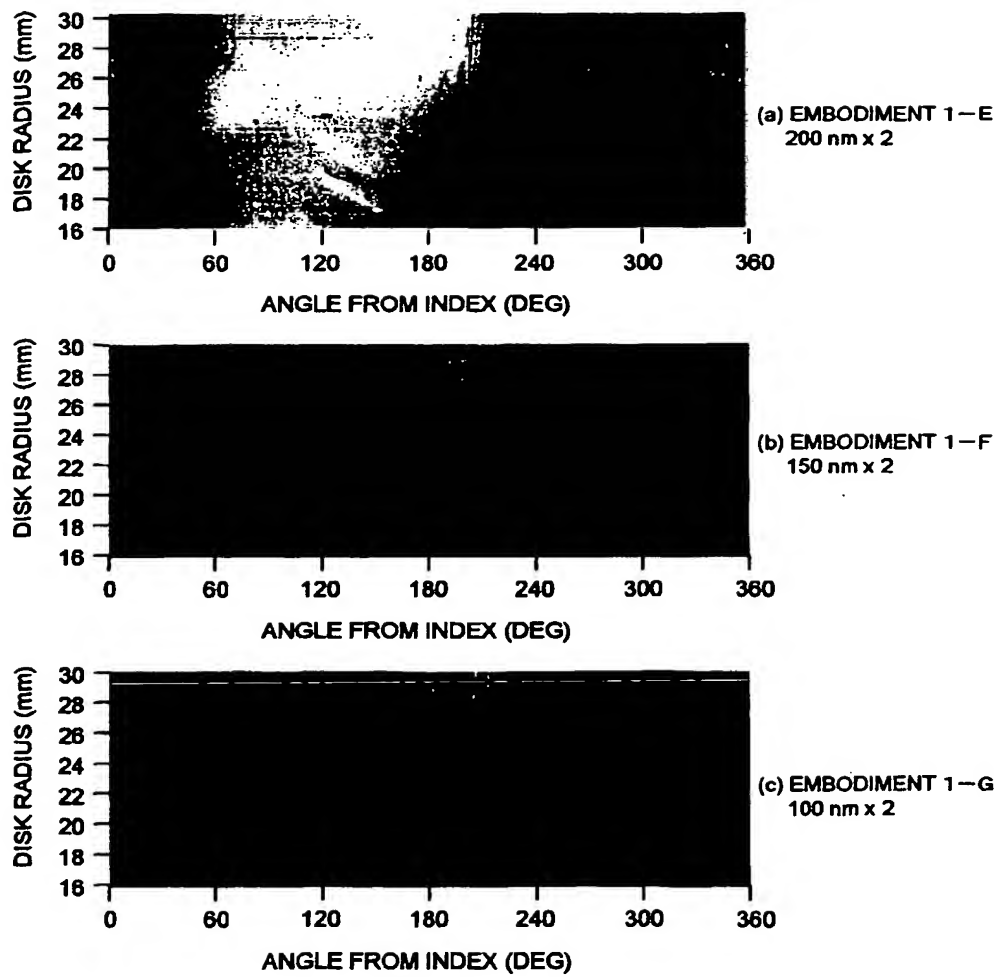 DISK RADIUS (mm)
30
28
26
24
22
20
18
16
0 60 120 180 240 300 360
ANGLE FROM INDEX (DEG)
(a) EMBODIMENT 1-E
200 nm x 2
DISK RADIUS (mm)
30
28
26
24
22
20
18
16
0 60 120 180 240 300 360
ANGLE FROM INDEX (DEG)
(b) EMBODIMENT 1-F
150 nm x 2
DISK RADIUS (mm)
30
28
26
24
22
20
18
16
0 60 120 180 240 300 360
ANGLE FROM INDEX (DEG)
(c) EMBODIMENT 1-G
100 nm x 2